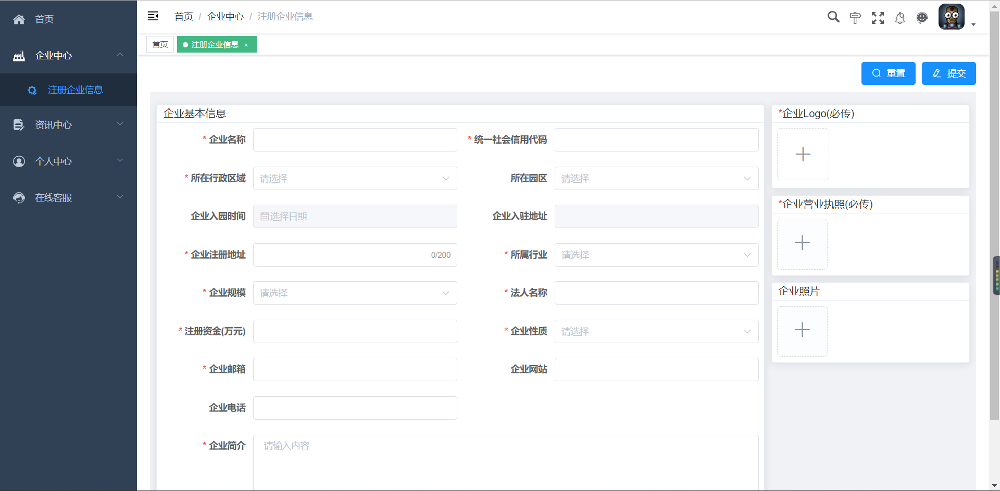 首页
企业中心
注册企业信息
资讯中心
个人中心
在线客服
首页 / 企业中心 / 注册企业信息
首页
注册企业信息 ×
重置
提交
企业基本信息
* 企业名称
* 统一社会信用代码
* 所在行政区域 请选择
所在园区 请选择
企业入园时间 选择日期
企业入驻地址
* 企业注册地址 0/200
* 所属行业 请选择
* 企业规模 请选择
* 法人名称
* 注册资金(万元)
* 企业性质 请选择
* 企业邮箱
企业网站
企业电话
* 企业简介 请输入内容
*企业Logo(必传)
*企业营业执照(必传)
企业照片